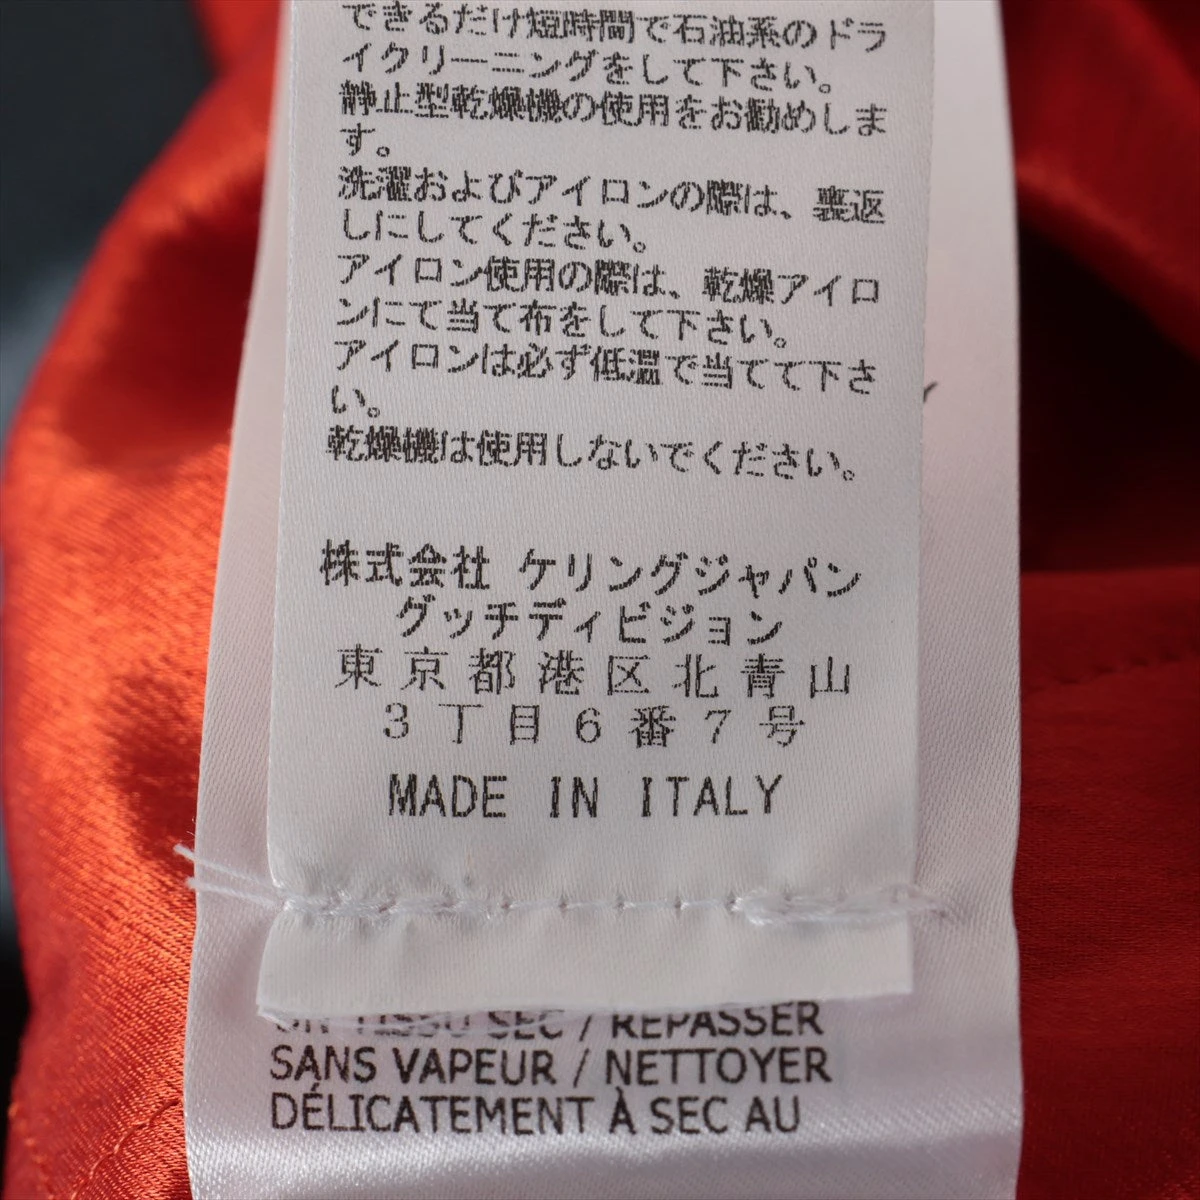 できるだけ短時間で石油系のドラ
イクリーニングをして下さい。
静止型乾燥機の使用をお勧めしま
す。
洗濯およびアイロンの際は、裏返
しにしてください。
アイロン使用の際は、乾燥アイロ
ンにて当て布をして下さい。
アイロンは必ず低温で当てて下さ
い。
乾燥機は使用しないでください。
株式会社 ケリングジャパン
グッチディビジョン
東京都港区北青山
3丁目6番7号
MADE IN ITALY
UN TISSU SEC / REPASSER
SANS VAPEUR / NETTOYER
DÉLICATEMENT À SEC AU